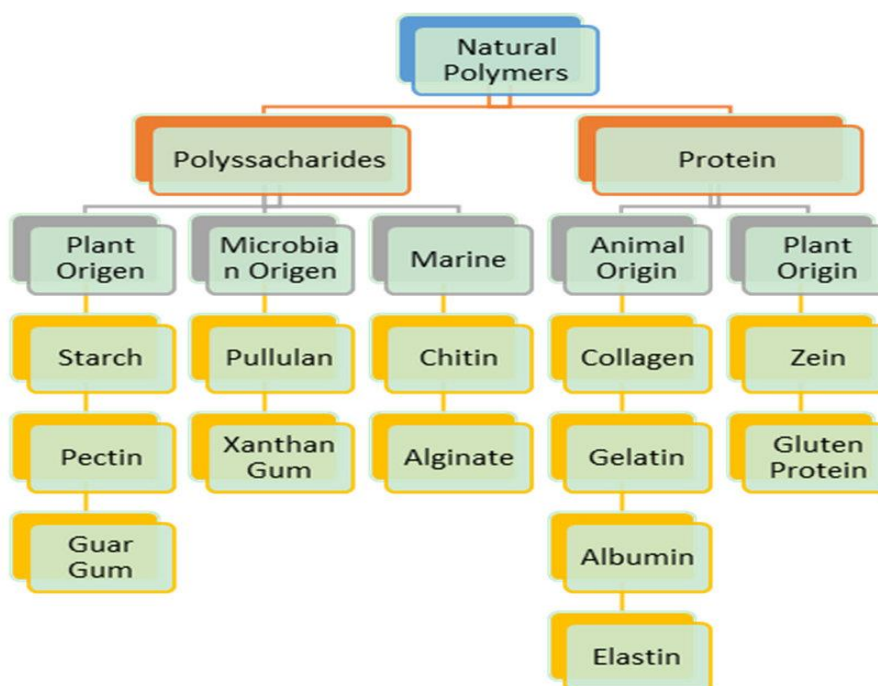 Natural
Polymers
Polyssacharides
Protein
Plant
Origen
Microbia
n Origen
Marine
Animal
Origin
Plant
Origin
Starch
Pullulan
Chitin
Collagen
Zein
Pectin
Xanthan
Gum
Alginate
Gelatin
Gluten
Protein
Guar
Gum
Albumin
Elastin